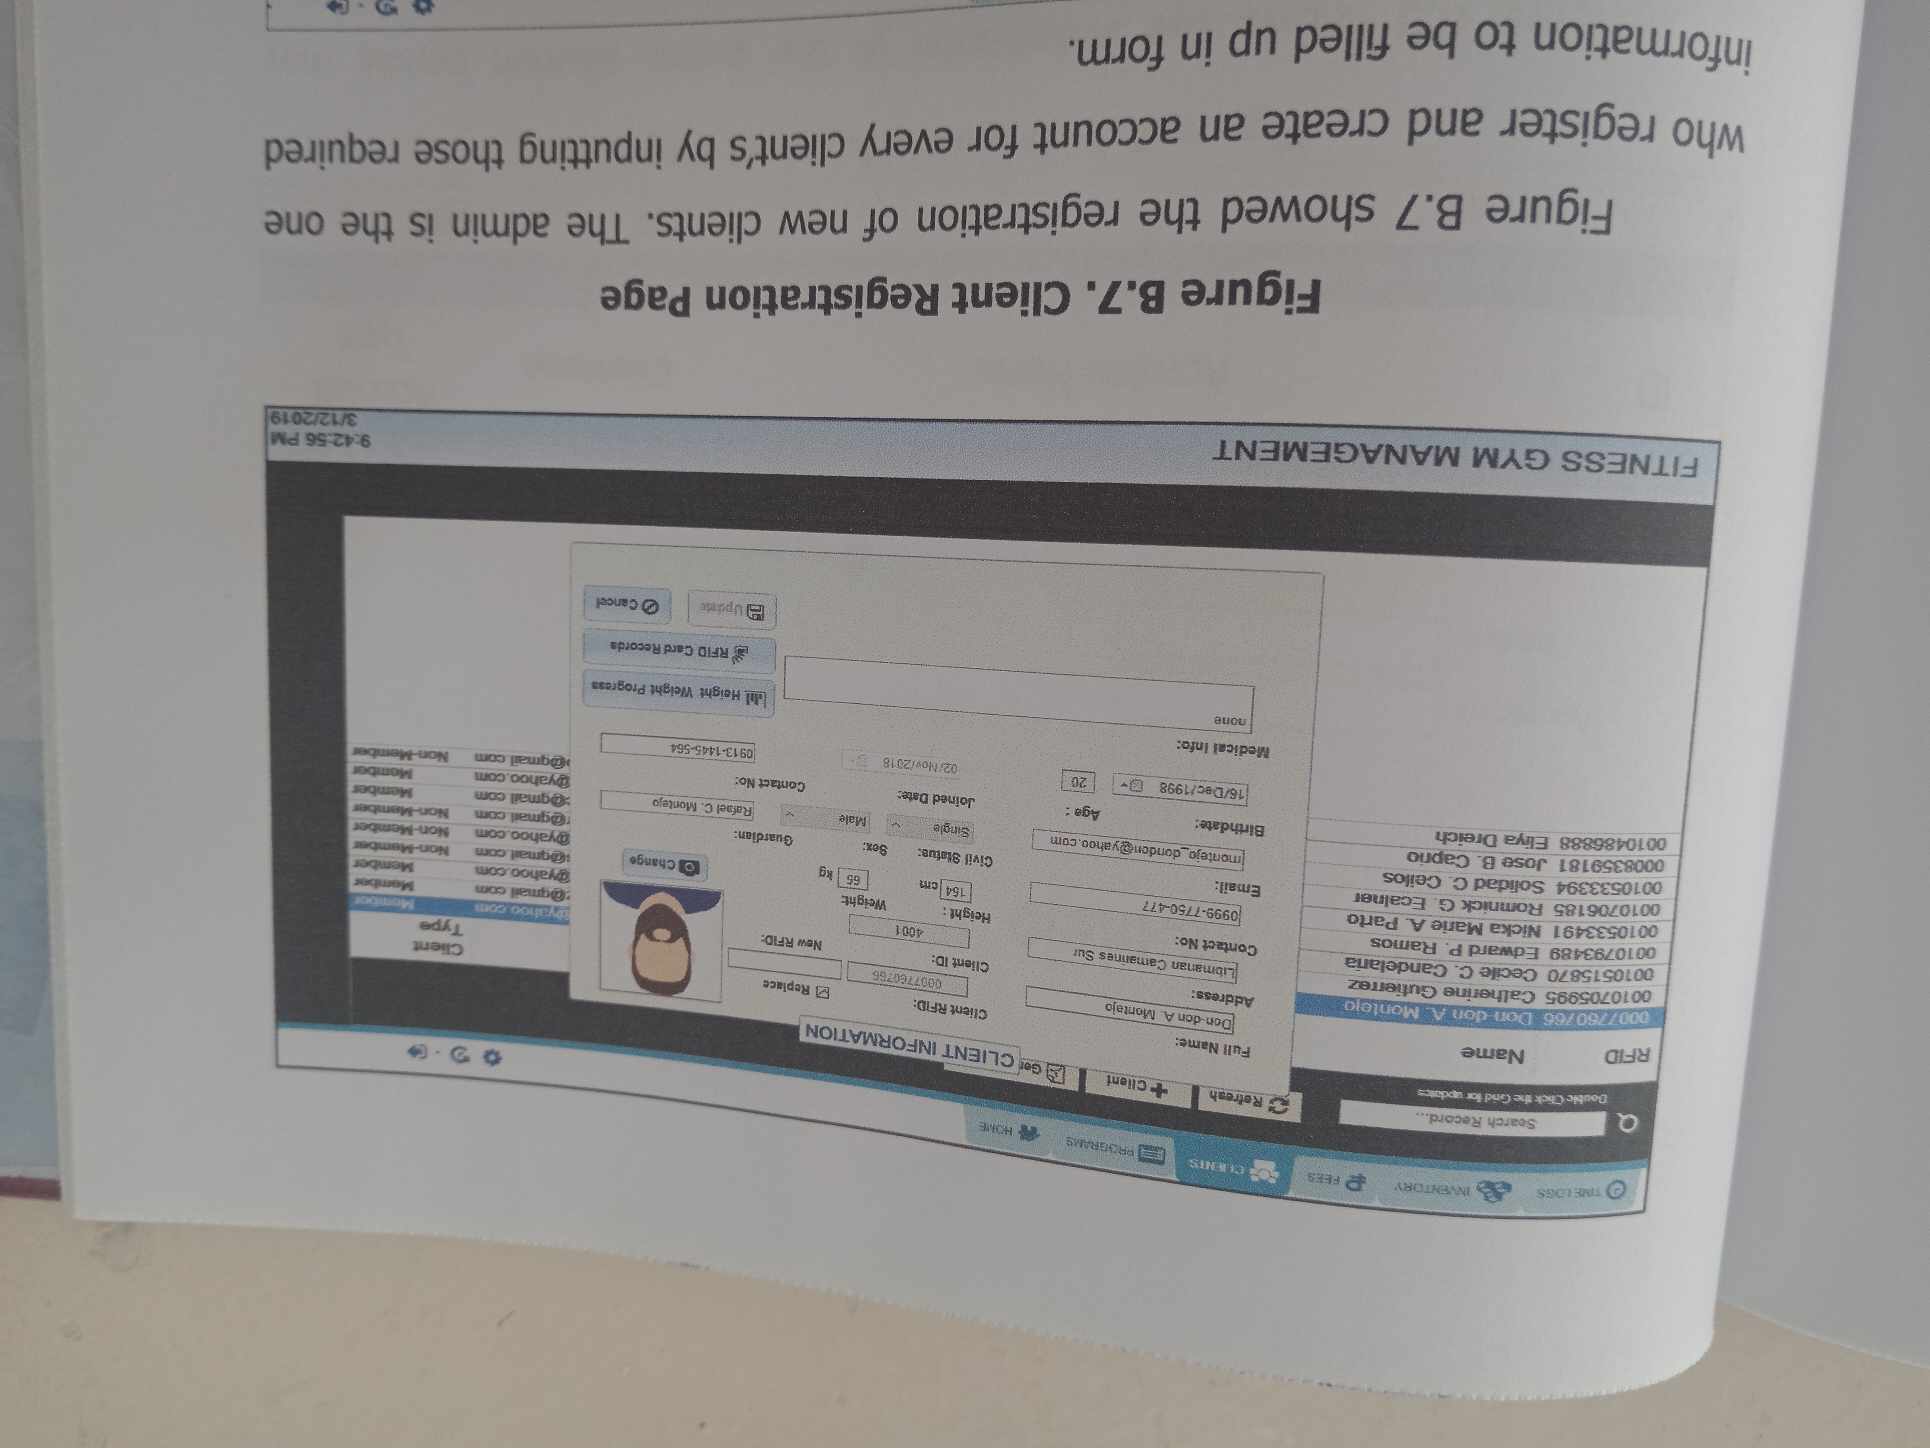 TIME LOGS INVENTORY FEES CLIENTS PROGRAMS HOME
Search Record...
Double Click the Grid for updates
Refresh +Client
CLIENT INFORMATION
RFID Name
0007760766 Don-don A. Montejo
0010705995 Catherine Gutierrez
0010515870 Cecile C. Candelaria
0010793489 Edward P. Ramos
0010533491 Nicka Marie A. Parto
0010706185 Romnick G. Ecalner
0010533394 Solidad C. Ceilos
0008359181 Jose B. Caprio
0010486888 Eliya Dreich
Full Name:
Don-don A. Montejo
Address:
Libmanan Camarines Sur
Contact No:
0999-7750-477
Email:
montejo_dondon@yahoo.com
Birthdate: Age :
16/Dec/1998 20
Medical Info:
none
Client RFID: Replace
0007760766
Client ID: New RFID:
4001
Height : Weight:
164 cm 65 kg
Civil Status: Sex: Guardian:
Single Male Rafael C. Montejo
Joined Date: Contact No:
02/Nov/2018 0913-1445-564
Change
Height Weight Progress
RFID Card Records
Update Cancel
Client
Type
@yahoo.com Member
@gmail.com Member
@yahoo.com Member
@gmail.com Non-Member
@yahoo.com Non-Member
@gmail.com Non-Member
@gmail.com Member
@yahoo.com Member
@gmail.com Non-Member
FITNESS GYM MANAGEMENT
9:42:56 PM
3/12/2019
Figure B.7. Client Registration Page
Figure B.7 showed the registration of new clients. The admin is the one
who register and create an account for every client's by inputting those required
information to be filled up in form.